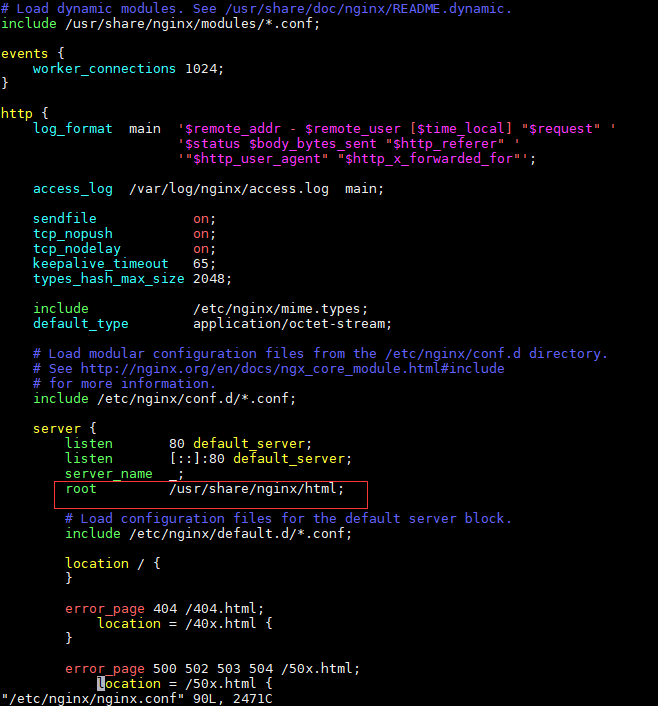 # Load dynamic modules. See /usr/share/doc/nginx/README.dynamic.
include /usr/share/nginx/modules/*.conf;

events {
    worker_connections 1024;
}

http {
    log_format  main  '$remote_addr - $remote_user [$time_local] "$request" '
                      '$status $body_bytes_sent "$http_referer" '
                      '"$http_user_agent" "$http_x_forwarded_for"';

    access_log  /var/log/nginx/access.log  main;

    sendfile            on;
    tcp_nopush          on;
    tcp_nodelay         on;
    keepalive_timeout   65;
    types_hash_max_size 2048;

    include             /etc/nginx/mime.types;
    default_type        application/octet-stream;

    # Load modular configuration files from the /etc/nginx/conf.d directory.
    # See http://nginx.org/en/docs/ngx_core_module.html#include
    # for more information.
    include /etc/nginx/conf.d/*.conf;

    server {
        listen       80 default_server;
        listen       [::]:80 default_server;
        server_name  _;
        root         /usr/share/nginx/html;

        # Load configuration files for the default server block.
        include /etc/nginx/default.d/*.conf;

        location / {
        }

        error_page 404 /404.html;
            location = /40x.html {
        }

        error_page 500 502 503 504 /50x.html;
            location = /50x.html {
"/etc/nginx/nginx.conf" 90L, 2471C